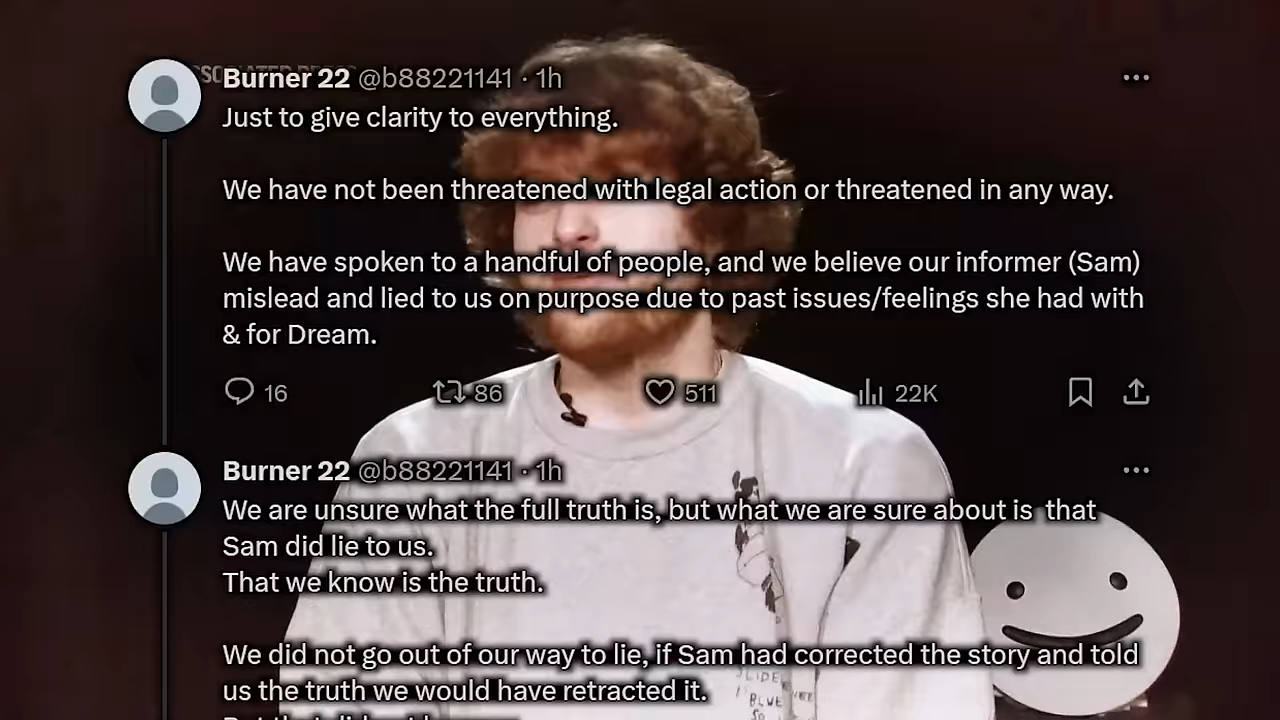 Burner 22 @b88221141 · 1h
Just to give clarity to everything.
We have not been threatened with legal action or threatened in any way.
We have spoken to a handful of people, and we believe our informer (Sam)
mislead and lied to us on purpose due to past issues/feelings she had with
& for Dream.
16 86 511 22K
Burner 22 @b88221141 · 1h
We are unsure what the full truth is, but what we are sure about is that
Sam did lie to us.
That we know is the truth.
We did not go out of our way to lie, if Sam had corrected the story and told
us the truth we would have retracted it.